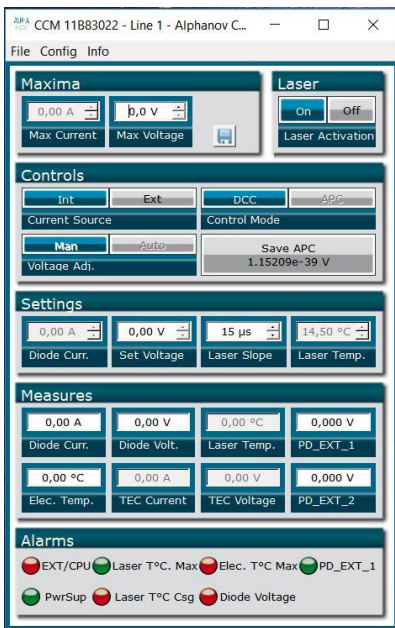 CCM 11B83022 - Line 1 - Alphanov C...
File Config Info
Maxima
0,00 A
0,0 V
Max Current Max Voltage
Laser
On Off
Laser Activation
Controls
Int Ext
Current Source
DCC APC
Control Mode
Man Auto
Voltage Adj.
Save APC
1.15209e-39 V
Settings
0,00 A 0,00 V 15 µs 14,50 °C
Diode Curr. Set Voltage Laser Slope Laser Temp.
Measures
0,00 A 0,00 V 0,00 °C 0,000 V
Diode Curr. Diode Volt. Laser Temp. PD_EXT_1
0,00 °C 0,00 A 0,00 V 0,000 V
Elec. Temp. TEC Current TEC Voltage PD_EXT_2
Alarms
EXT/CPU Laser T°C. Max Elec. T°C Max PD_EXT_1
PwrSup Laser T°C Csg Diode Voltage